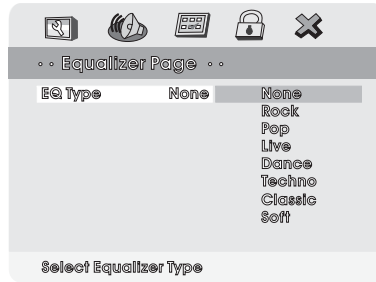 •• Equalizer Page ••
EQ Type None None
Rock
Pop
Live
Dance
Techno
Classic
Soft
Select Equalizer Type